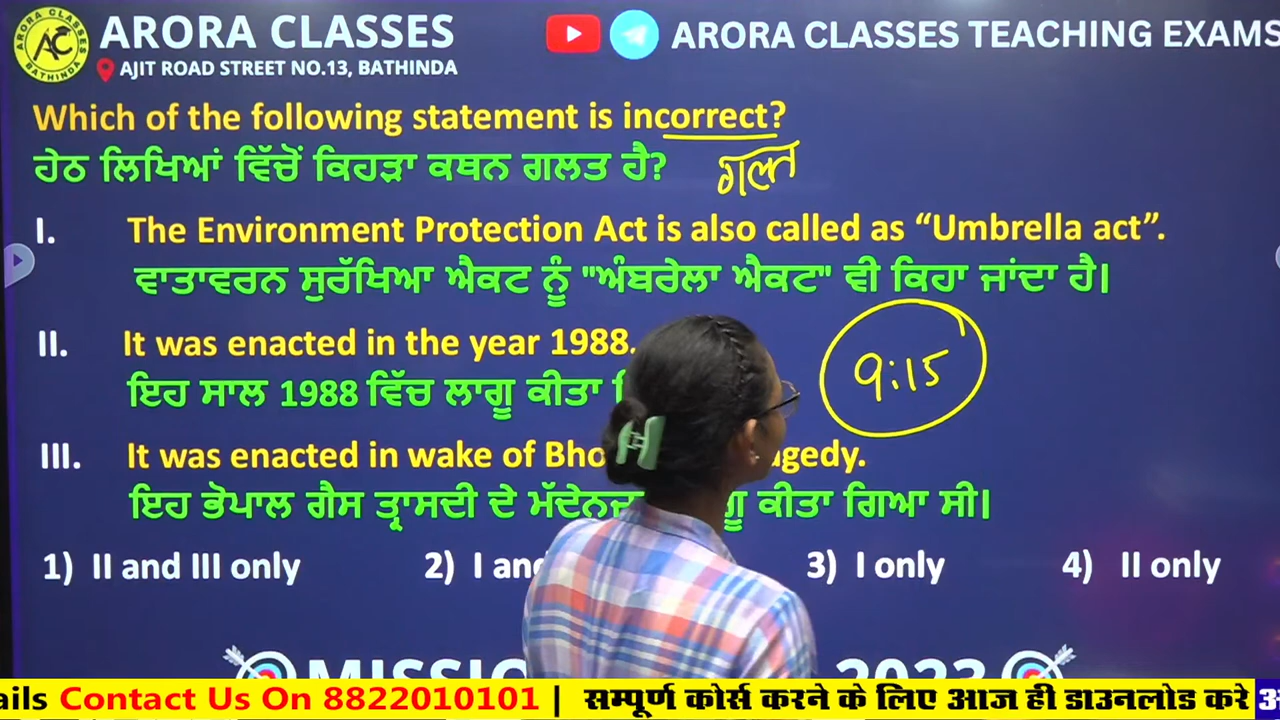 ARORA CLASSES
BATHINDA
AC
ARORA CLASSES
AJIT ROAD STREET NO.13, BATHINDA
ARORA CLASSES TEACHING EXAMS
Which of the following statement is incorrect?
ਹੇਠ ਲਿਖਿਆਂ ਵਿੱਚੋਂ ਕਿਹੜਾ ਕਥਨ ਗਲਤ ਹੈ?
ਗਲਤ
I. The Environment Protection Act is also called as “Umbrella act”.
ਵਾਤਾਵਰਨ ਸੁਰੱਖਿਆ ਐਕਟ ਨੂੰ "ਅੰਬਰੇਲਾ ਐਕਟ" ਵੀ ਕਿਹਾ ਜਾਂਦਾ ਹੈ।
II. It was enacted in the year 1988.
9:15
ਇਹ ਸਾਲ 1988 ਵਿੱਚ ਲਾਗੂ ਕੀਤਾ
III. It was enacted in wake of
ਇਹ ਭੋਪਾਲ ਗੈਸ ਤ੍ਰਾਸਦੀ ਦੇ ਕੀਤਾ ਗਿਆ ਸੀ।
1) II and III only 2) I 3) I only 4) II only
Contact Us On 8822010101 | सम्पूर्ण कोर्स करने के लिए आज ही डाउनलोड करे